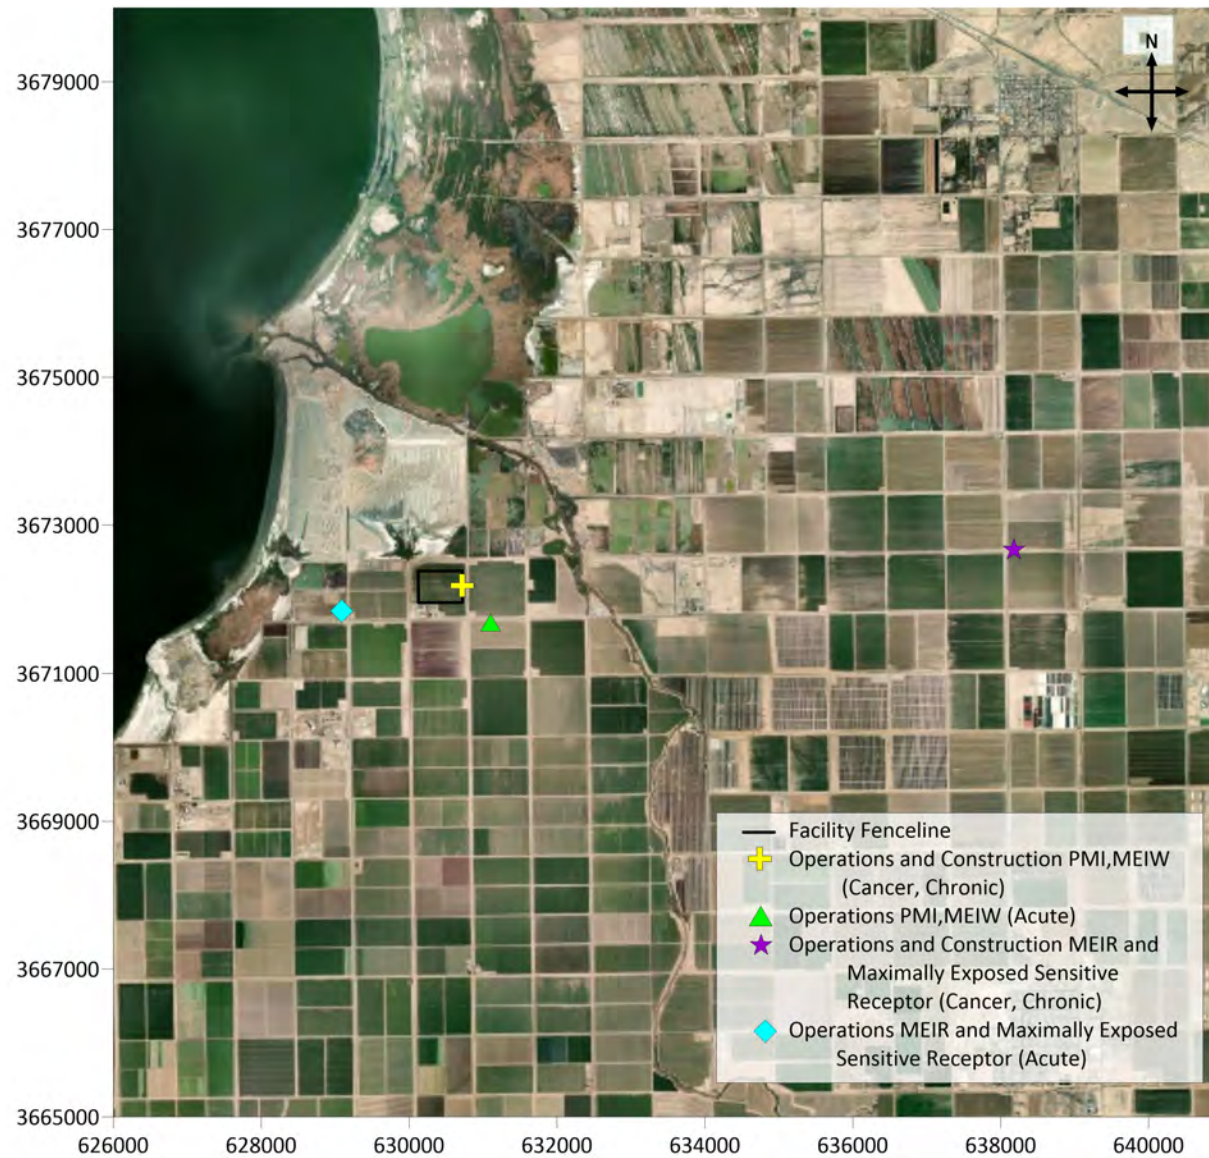 N
3679000
3677000
3675000
3673000
3671000
3669000
3667000
3665000
Facility Fenceline
Operations and Construction PMI,MEIW
(Cancer, Chronic)
Operations PMI,MEIW (Acute)
Operations and Construction MEIR and
Maximally Exposed Sensitive
Receptor (Cancer, Chronic)
Operations MEIR and Maximally Exposed
Sensitive Receptor (Acute)
626000 628000 630000 632000 634000 636000 638000 640000